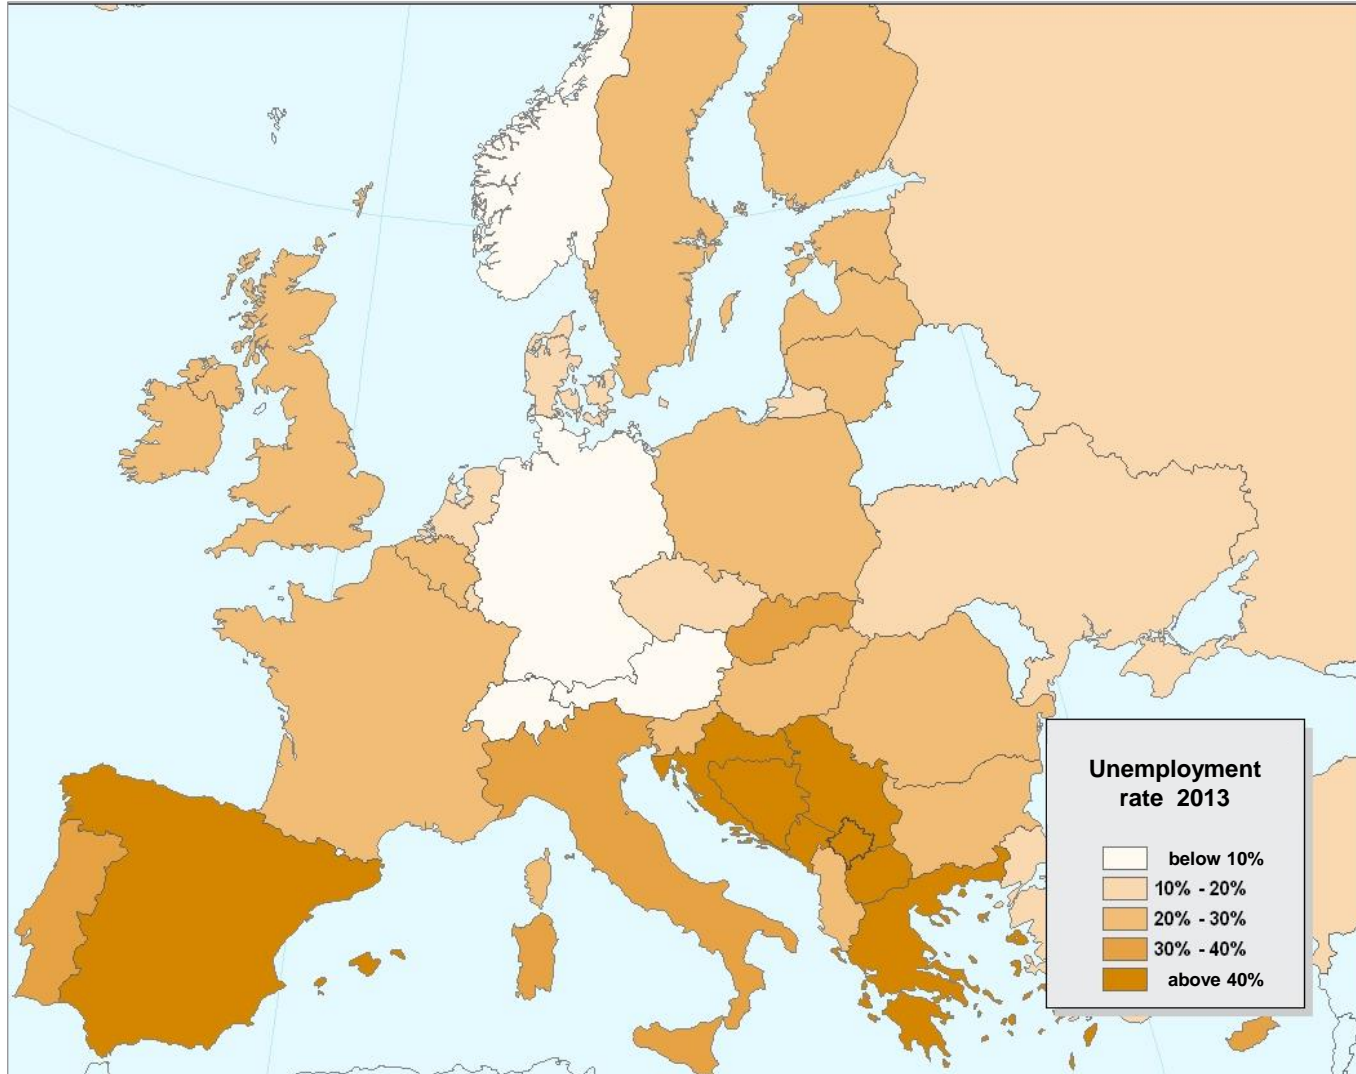 Unemployment
rate 2013
below 10%
10% - 20%
20% - 30%
30% - 40%
above 40%